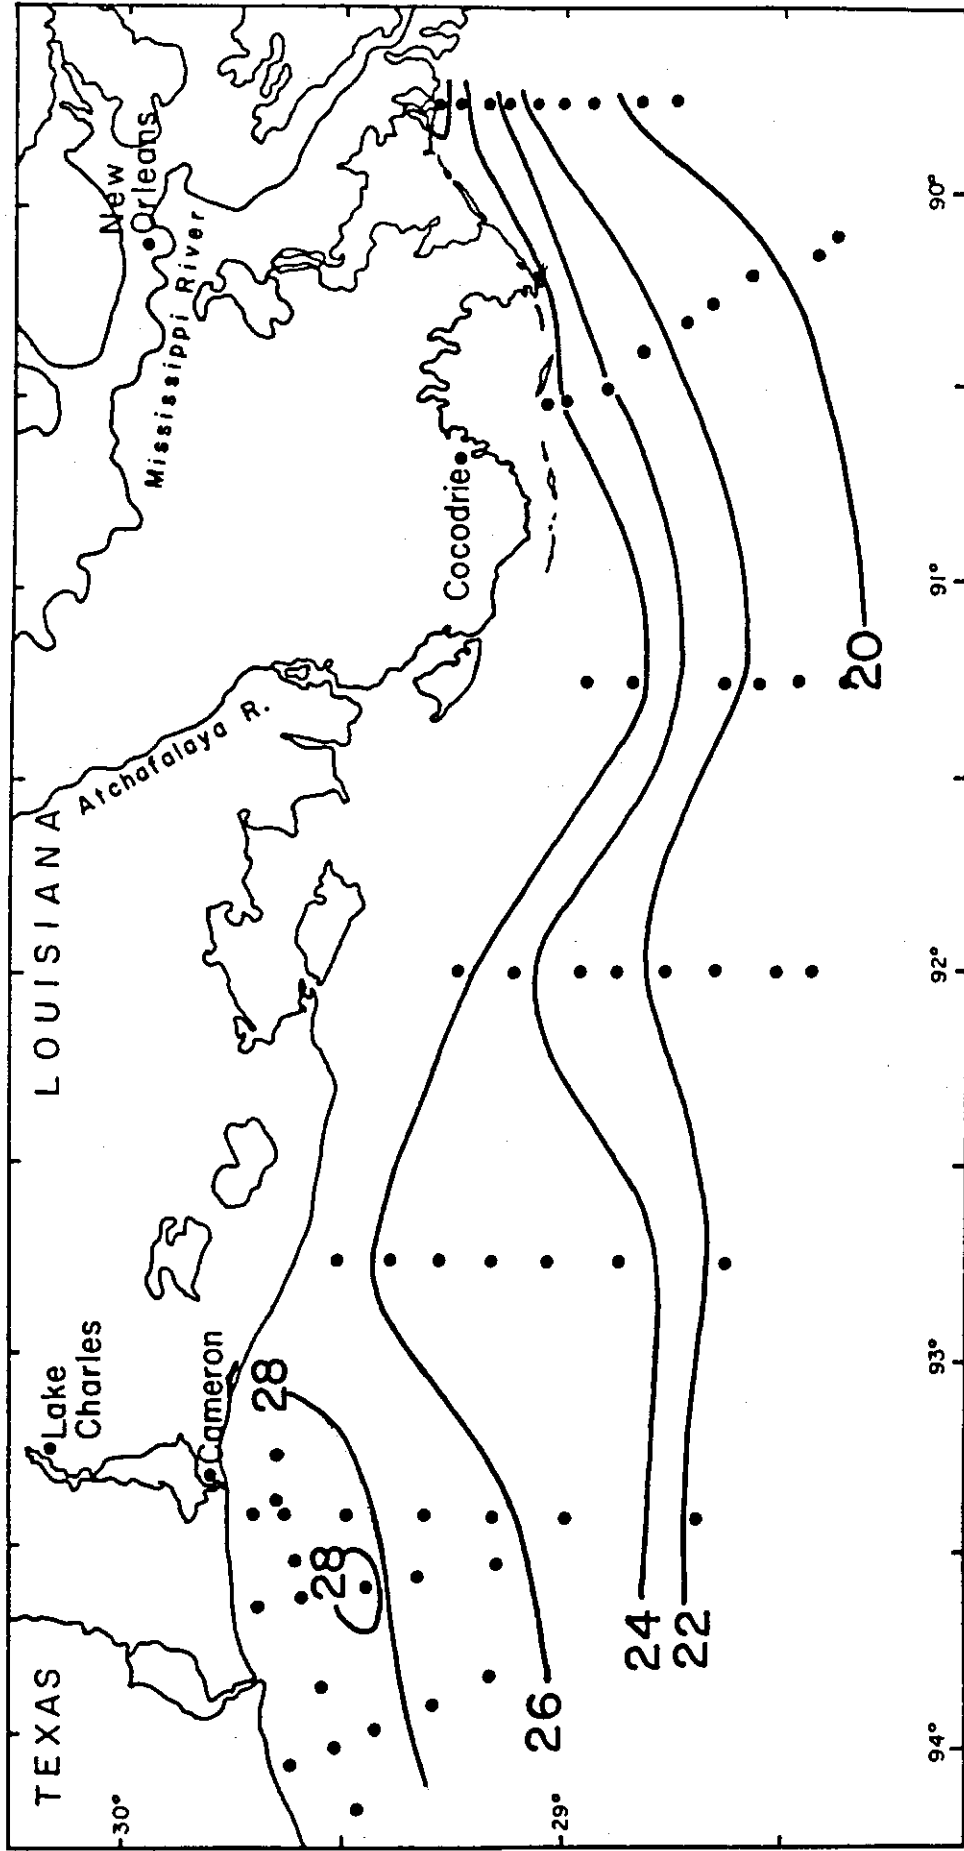 TEXAS
LOUISIANA
Lake
Charles
Cameron
Atchafalaya R.
Mississippi River
New
Orleans
Cocodrie
28
28
26
24
22
20
30°
29°
94°
93°
92°
91°
90°